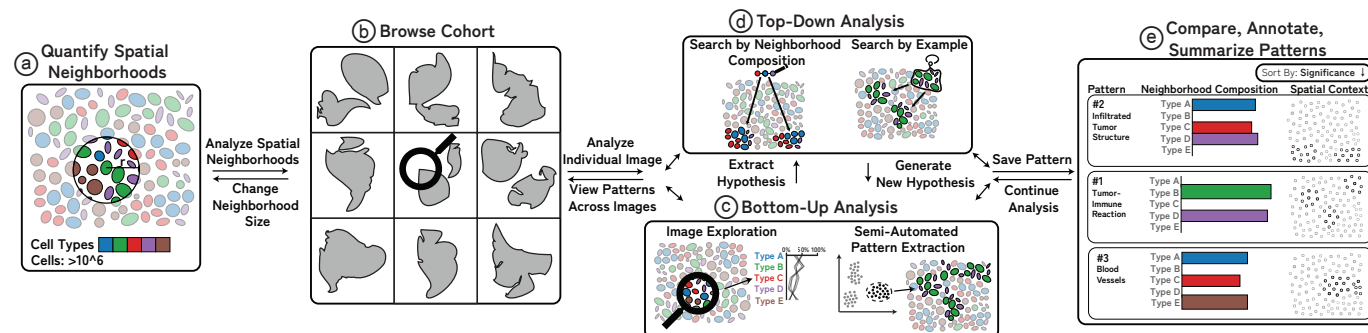 a Quantify Spatial
Neighborhoods
r
Cell Types
Cells: >10^6
Analyze Spatial
Neighborhoods
Change
Neighborhood
Size
b Browse Cohort
Analyze
Individual Image
View Patterns
Across Images
d Top-Down Analysis
Search by Neighborhood
Composition
Search by Example
Extract
Hypothesis
Generate
New Hypothesis
c Bottom-Up Analysis
Image Exploration
Type A
Type B
Type C
Type D
Type E
0% 50% 100%
Semi-Automated
Pattern Extraction
Save Pattern
Continue
Analysis
e Compare, Annotate,
Summarize Patterns
Sort By: Significance ↓
Pattern Neighborhood Composition Spatial Context
#2
Infiltrated
Tumor
Structure
Type A
Type B
Type C
Type D
Type E
#1
Tumor-
Immune
Reaction
Type A
Type B
Type C
Type D
Type E
#3
Blood
Vessels
Type A
Type B
Type C
Type D
Type E